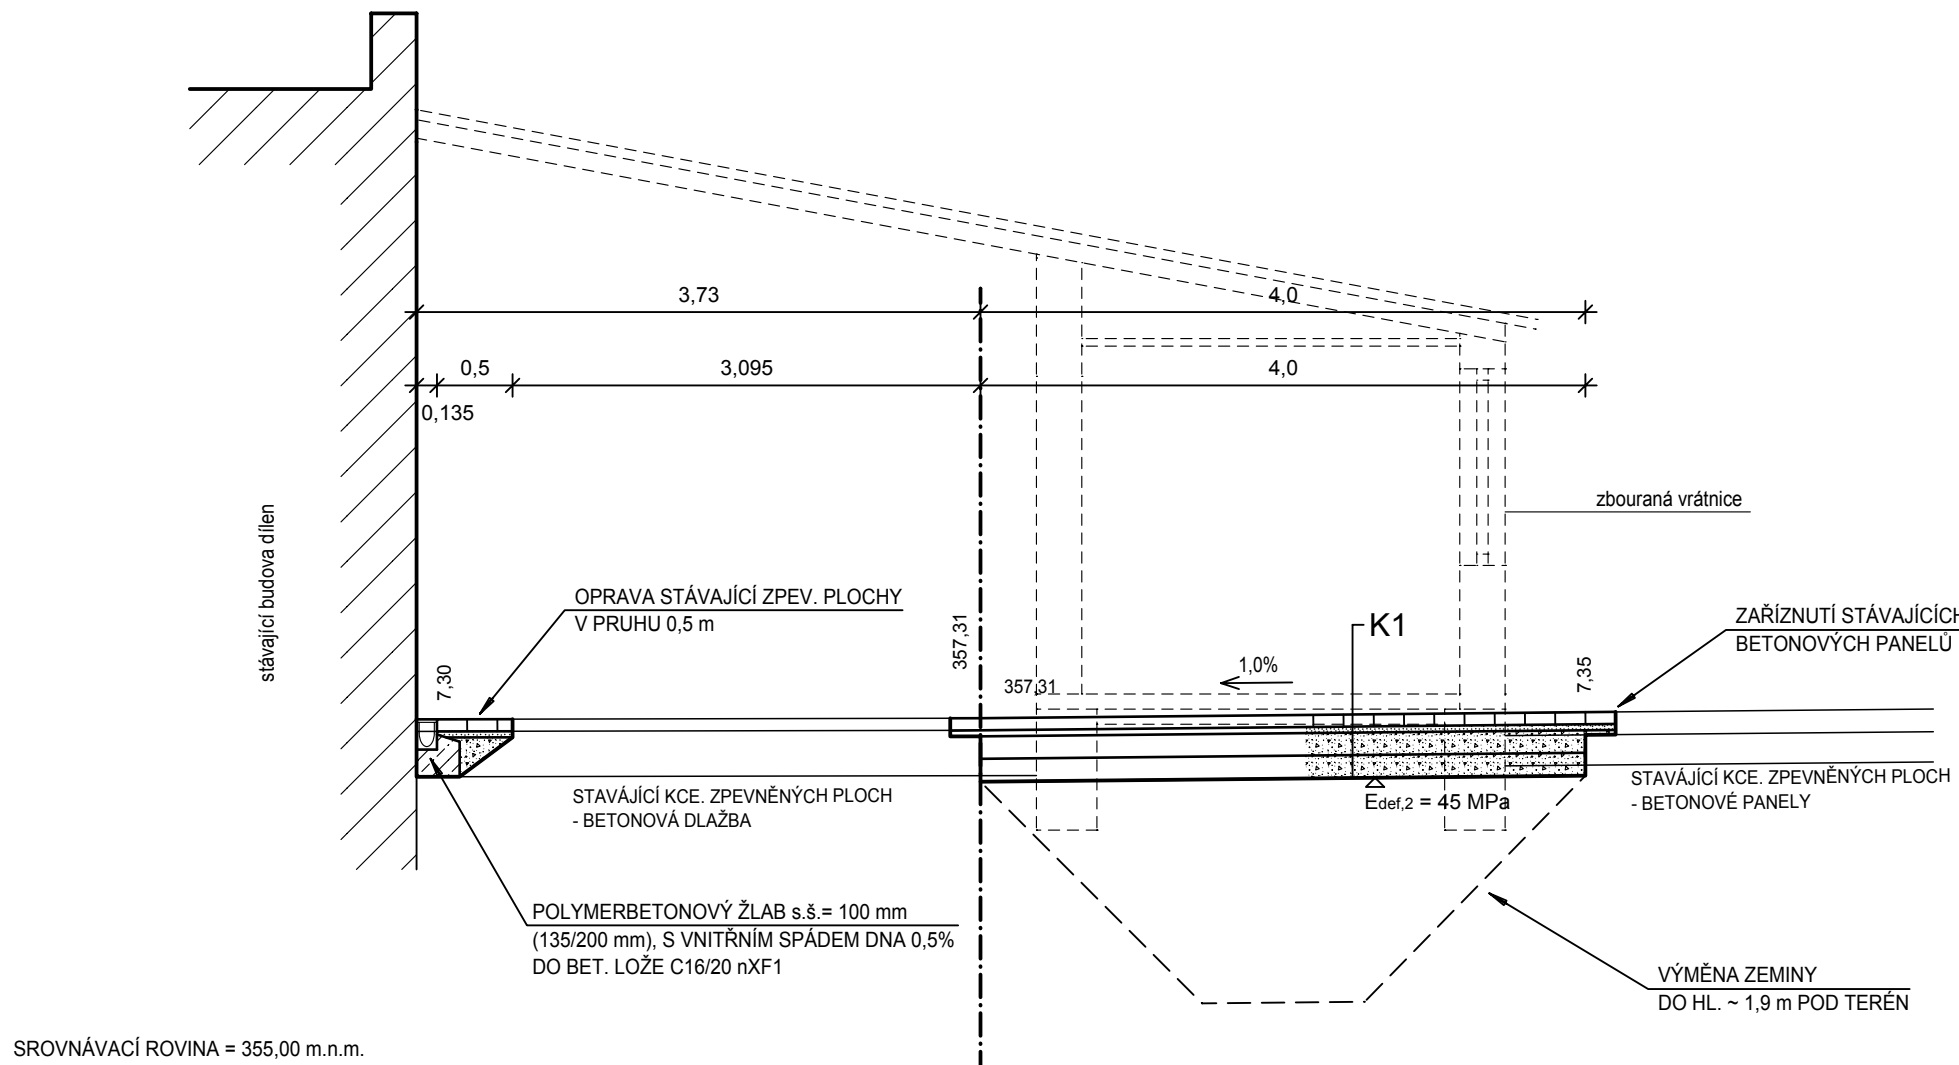 3,73
4,0
0,5
3,095
4,0
0,135
zbouraná vrátnice
stávající budova dílen
OPRAVA STÁVAJÍCÍ ZPEV. PLOCHY
V PRUHU 0,5 m
ZAŘÍZNUTÍ STÁVAJÍCÍCH
BETONOVÝCH PANELŮ
K1
357,31
1,0%
7,30
357,31
7,35
STAVÁJÍCÍ KCE. ZPEVNĚNÝCH PLOCH
- BETONOVÁ DLAŽBA
Edef,2 = 45 MPa
STAVÁJÍCÍ KCE. ZPEVNĚNÝCH PLOCH
- BETONOVÉ PANELY
POLYMERBETONOVÝ ŽLAB s.š.= 100 mm
(135/200 mm), S VNITŘNÍM SPÁDEM DNA 0,5%
DO BET. LOŽE C16/20 nXF1
VÝMĚNA ZEMINY
DO HL. ~ 1,9 m POD TERÉN
SROVNÁVACÍ ROVINA = 355,00 m.n.m.